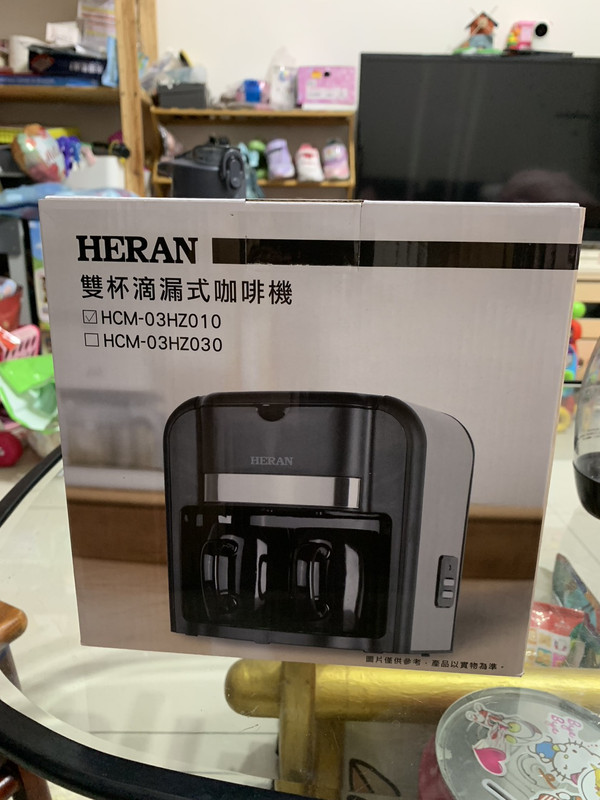 HERAN
雙杯滴漏式咖啡機
☑HCM-03HZ010
☐HCM-03HZ030
HERAN
圖片僅供參考，產品以實物為準。